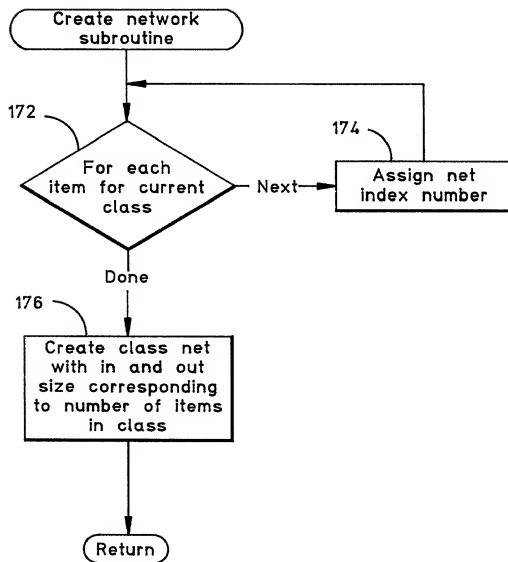 Create network
subroutine
172
For each
item for current
class
Next
174
Assign net
index number
Done
176
Create class net
with in and out
size corresponding
to number of items
in class
Return